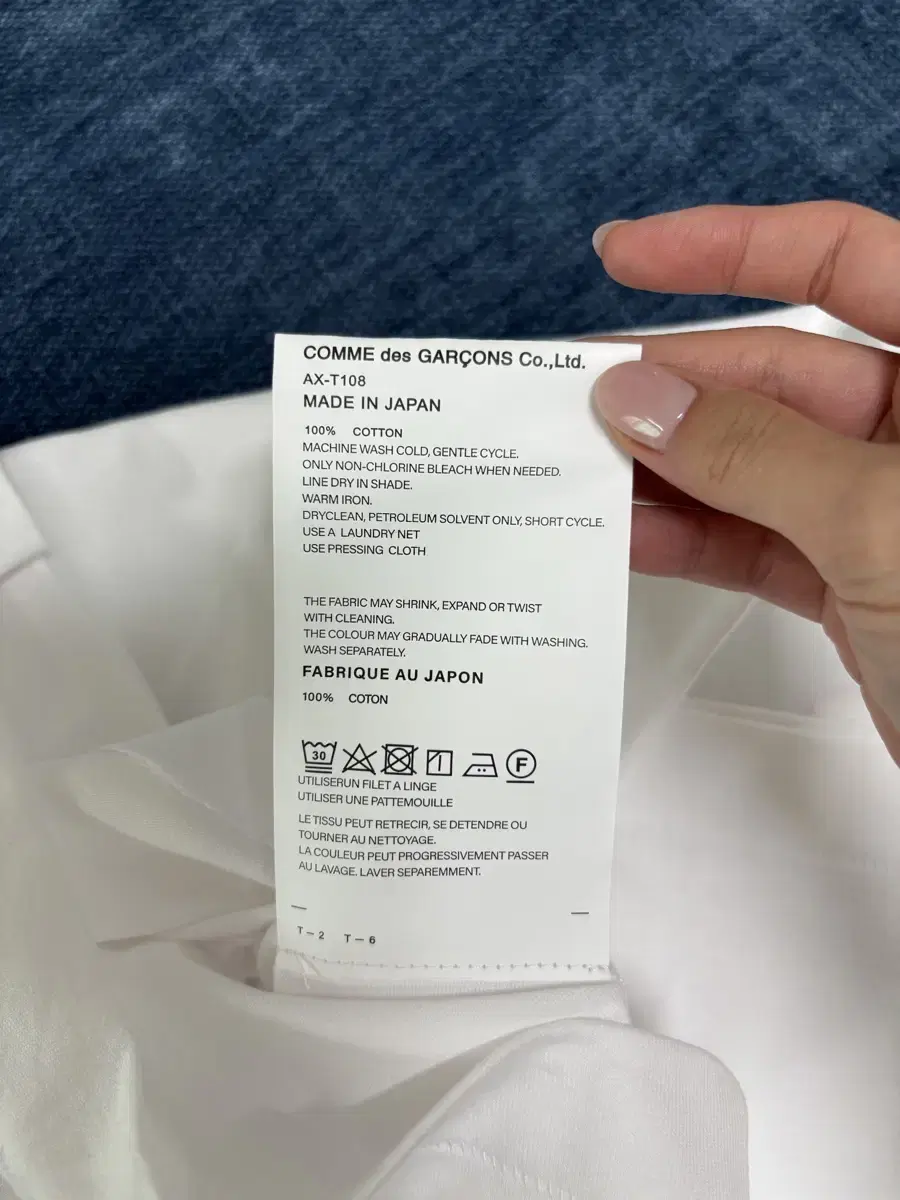 COMME des GARÇONS Co.,Ltd.
AX-T108
MADE IN JAPAN
100% COTTON
MACHINE WASH COLD, GENTLE CYCLE.
ONLY NON-CHLORINE BLEACH WHEN NEEDED.
LINE DRY IN SHADE.
WARM IRON.
DRYCLEAN, PETROLEUM SOLVENT ONLY, SHORT CYCLE.
USE A LAUNDRY NET
USE PRESSING CLOTH
THE FABRIC MAY SHRINK, EXPAND OR TWIST
WITH CLEANING.
THE COLOUR MAY GRADUALLY FADE WITH WASHING.
WASH SEPARATELY.
FABRIQUE AU JAPON
100% COTON
30 F
UTILISERUN FILET A LINGE
UTILISER UNE PATTEMOUILLE
LE TISSU PEUT RETRECIR, SE DETENDRE OU
TOURNER AU NETTOYAGE.
LA COULEUR PEUT PROGRESSIVEMENT PASSER
AU LAVAGE. LAVER SEPAREMMENT.
T－2 T－6